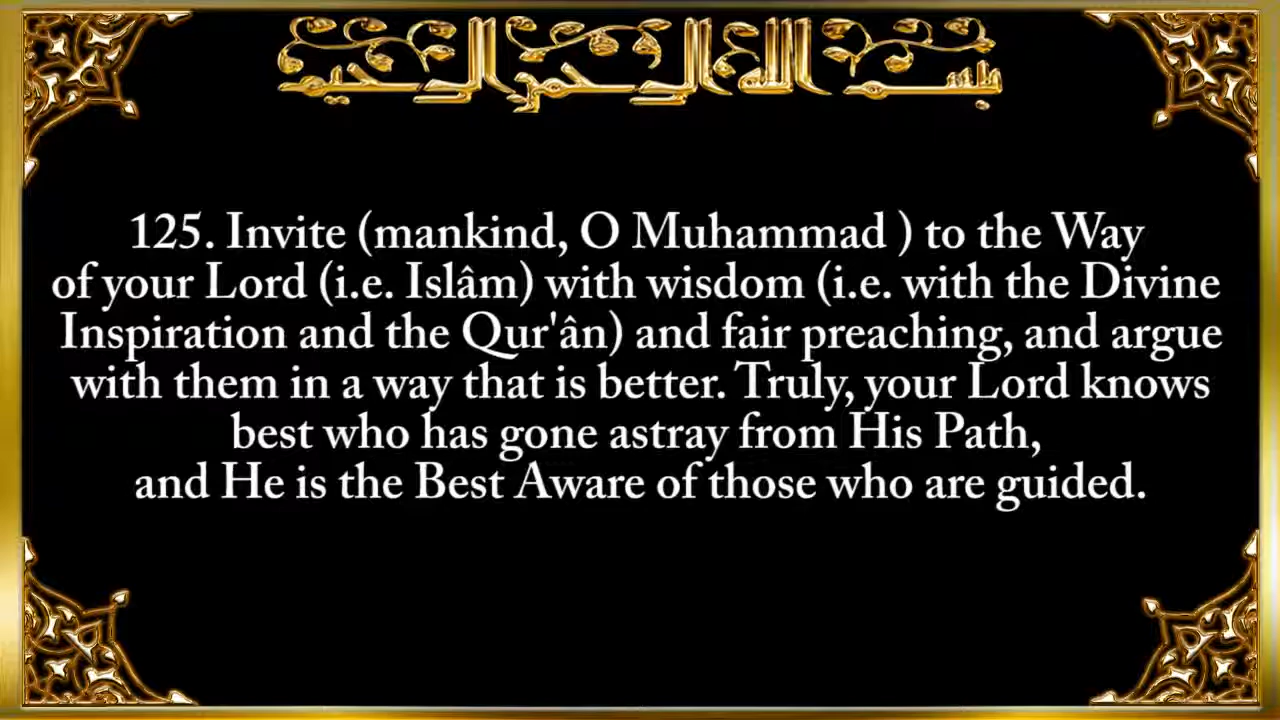 بسم الله الرحمن الرحيم
125. Invite (mankind, O Muhammad ) to the Way
of your Lord (i.e. Islâm) with wisdom (i.e. with the Divine
Inspiration and the Qur'ân) and fair preaching, and argue
with them in a way that is better. Truly, your Lord knows
best who has gone astray from His Path,
and He is the Best Aware of those who are guided.